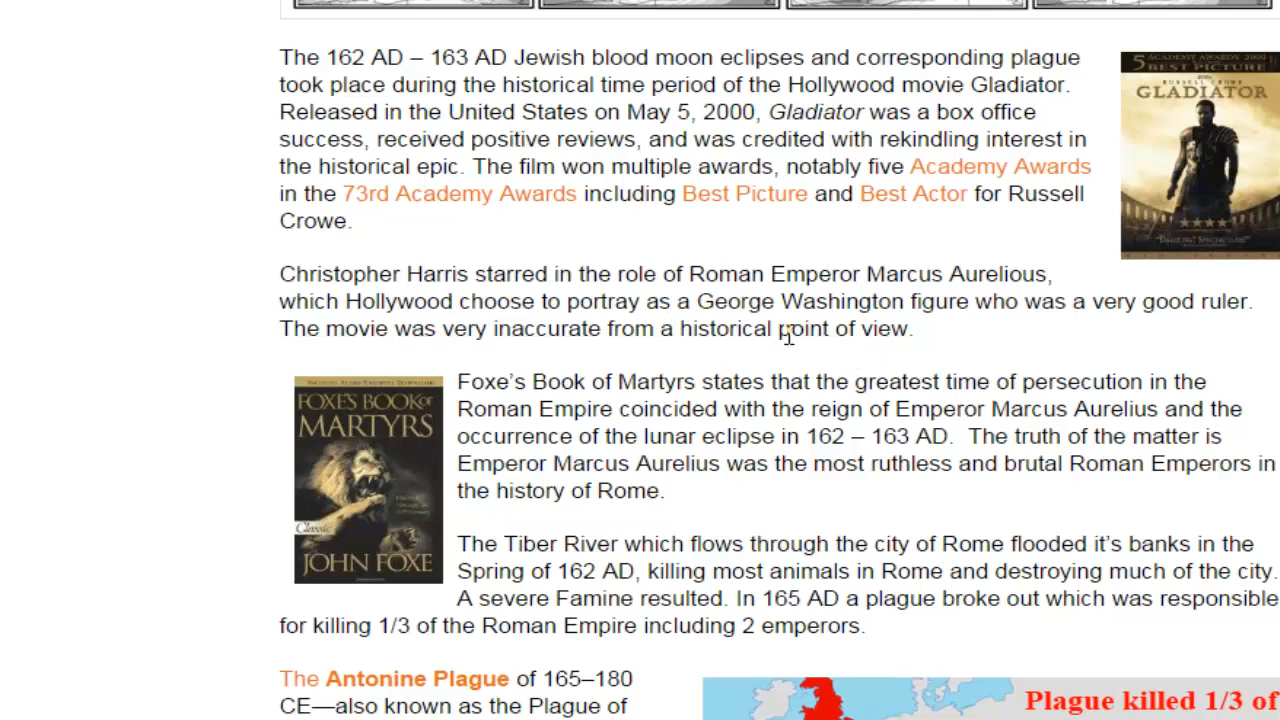 The 162 AD – 163 AD Jewish blood moon eclipses and corresponding plague
took place during the historical time period of the Hollywood movie Gladiator.
Released in the United States on May 5, 2000, Gladiator was a box office
success, received positive reviews, and was credited with rekindling interest in
the historical epic. The film won multiple awards, notably five Academy Awards
in the 73rd Academy Awards including Best Picture and Best Actor for Russell
Crowe.
5 ACADEMY AWARDS 2000
BEST PICTURE
RUSSELL CROWE
GLADIATOR
Christopher Harris starred in the role of Roman Emperor Marcus Aurelious,
which Hollywood choose to portray as a George Washington figure who was a very good ruler.
The movie was very inaccurate from a historical point of view.
FOXE'S BOOK OF
MARTYRS
Classic
JOHN FOXE
Foxe's Book of Martyrs states that the greatest time of persecution in the
Roman Empire coincided with the reign of Emperor Marcus Aurelius and the
occurrence of the lunar eclipse in 162 – 163 AD.  The truth of the matter is
Emperor Marcus Aurelius was the most ruthless and brutal Roman Emperors in
the history of Rome.
The Tiber River which flows through the city of Rome flooded it's banks in the
Spring of 162 AD, killing most animals in Rome and destroying much of the city.
A severe Famine resulted. In 165 AD a plague broke out which was responsible
for killing 1/3 of the Roman Empire including 2 emperors.
The Antonine Plague of 165–180
CE—also known as the Plague of
Plague killed 1/3 of